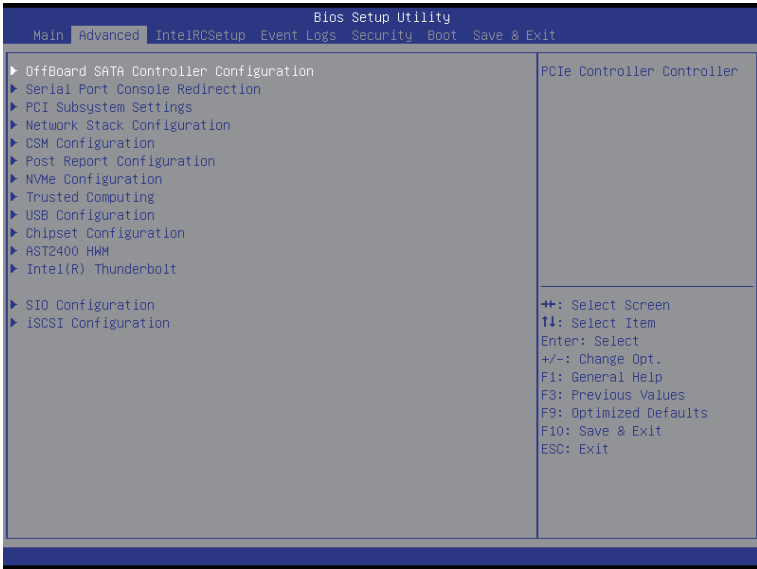 Bios Setup Utility
Main Advanced IntelRCSetup Event Logs Security Boot Save & Exit
OffBoard SATA Controller Configuration
Serial Port Console Redirection
PCI Subsystem Settings
Network Stack Configuration
CSM Configuration
Post Report Configuration
NVMe Configuration
Trusted Computing
USB Configuration
Chipset Configuration
AST2400 HWM
Intel(R) Thunderbolt
SIO Configuration
iSCSI Configuration
PCIe Controller Controller
→←: Select Screen
↑↓: Select Item
Enter: Select
+/-: Change Opt.
F1: General Help
F3: Previous Values
F9: Optimized Defaults
F10: Save & Exit
ESC: Exit